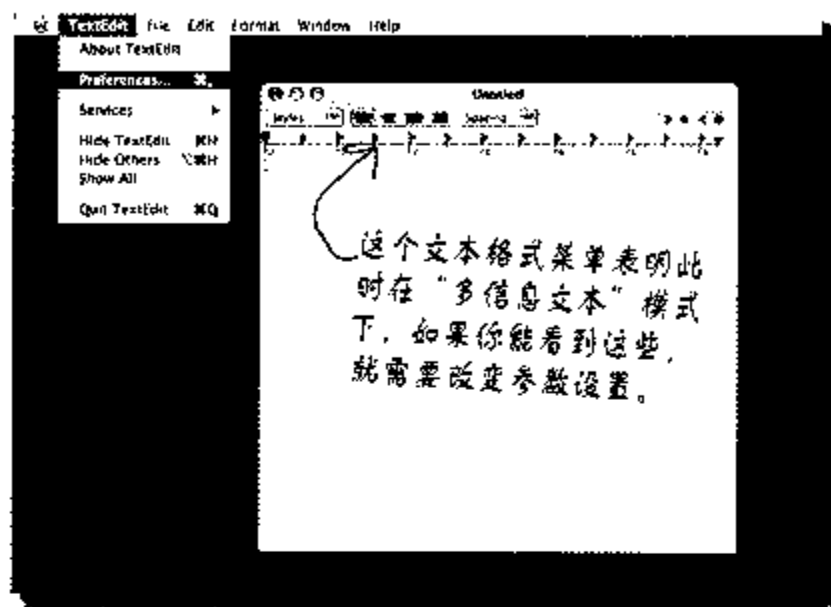 TextEdit File Edit Format Window Help
About TextEdit
Preferences... ⌘,
Services
Hide TextEdit ⌘H
Hide Others ⌥⌘H
Show All
Quit TextEdit ⌘Q
Untitled
Styles Spacing
这个文本格式菜单表明此
时在“多信息文本”模式
下，如果你能看到这些，
就需要改变参数设置。